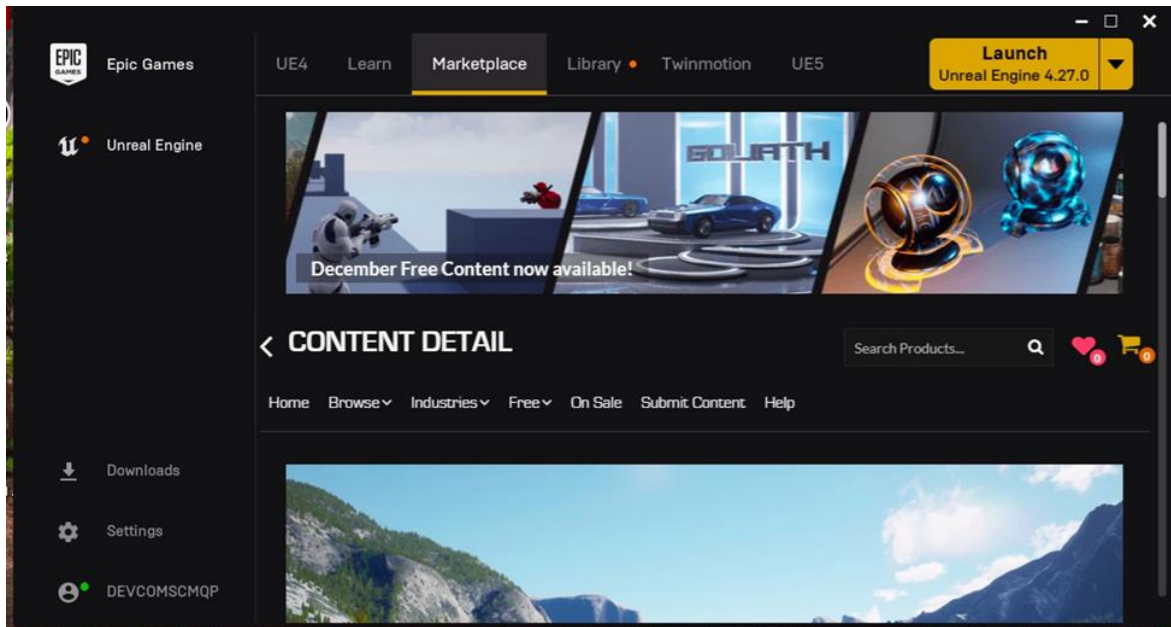 EPIC
GAMES
Epic Games
UE4 Learn Marketplace Library Twinmotion UE5
Launch
Unreal Engine 4.27.0
Unreal Engine
GOLIATH
December Free Content now available!
CONTENT DETAIL
Search Products...
0
0
Home Browse Industries Free On Sale Submit Content Help
Downloads
Settings
DEVCOMSCMQP